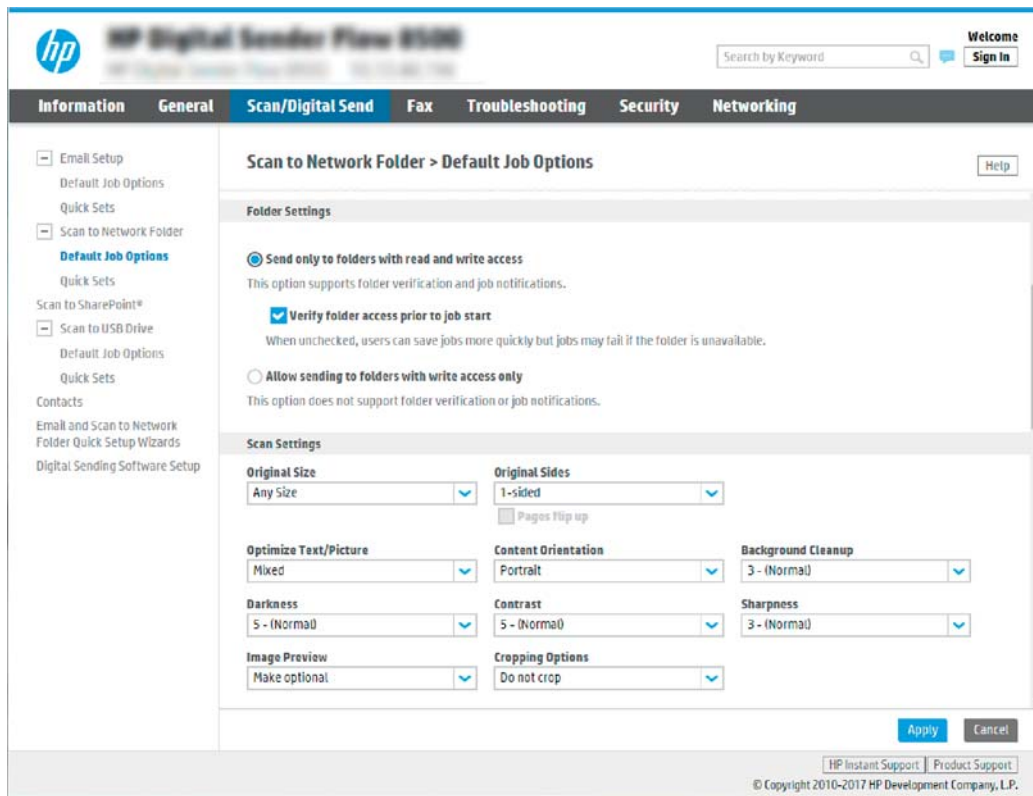 hp
HP Digital Sender Flow 8500
Welcome
Search by Keyword
Sign In
Information General Scan/Digital Send Fax Troubleshooting Security Networking
Email Setup
Default Job Options
Quick Sets
Scan to Network Folder
Default Job Options
Quick Sets
Scan to SharePoint®
Scan to USB Drive
Default Job Options
Quick Sets
Contacts
Email and Scan to Network
Folder Quick Setup Wizards
Digital Sending Software Setup
Scan to Network Folder > Default Job Options
Help
Folder Settings
Send only to folders with read and write access
This option supports folder verification and job notifications.
Verify folder access prior to job start
When unchecked, users can save jobs more quickly but jobs may fail if the folder is unavailable.
Allow sending to folders with write access only
This option does not support folder verification or job notifications.
Scan Settings
Original Size Original Sides
Any Size 1-sided
Pages flip up
Optimize Text/Picture Content Orientation Background Cleanup
Mixed Portrait 3 - (Normal)
Darkness Contrast Sharpness
5 - (Normal) 5 - (Normal) 3 - (Normal)
Image Preview Cropping Options
Make optional Do not crop
Apply Cancel
HP Instant Support Product Support
© Copyright 2010-2017 HP Development Company, L.P.